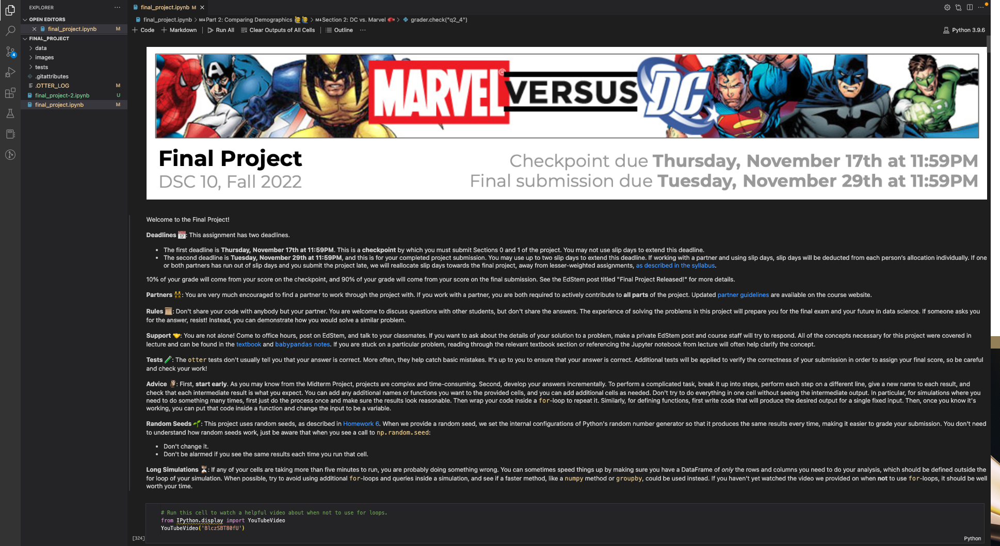 EXPLORER
OPEN EDITORS
final_project.ipynb M
FINAL_PROJECT
data
images
tests
.gitattributes
.OTTER_LOG M
final_project-2.ipynb U
final_project.ipynb M
4
final_project.ipynb M
final_project.ipynb > M↓Part 2: Comparing Demographics 🙋🙋‍♂️ > M↓Section 2: DC vs. Marvel > grader.check("q2_4")
+ Code + Markdown Run All Clear Outputs of All Cells Outline ···
Python 3.9.6
MARVEL® VERSUS DC
Final Project
DSC 10, Fall 2022
Checkpoint due Thursday, November 17th at 11:59PM
Final submission due Tuesday, November 29th at 11:59PM
Welcome to the Final Project!
Deadlines 📅: This assignment has two deadlines.
• The first deadline is Thursday, November 17th at 11:59PM. This is a checkpoint by which you must submit Sections 0 and 1 of the project. You may not use slip days to extend this deadline.
• The second deadline is Tuesday, November 29th at 11:59PM, and this is for your completed project submission. You may use up to two slip days to extend this deadline. If working with a partner and using slip days, slip days will be deducted from each person's allocation individually. If one
or both partners has run out of slip days and you submit the project late, we will reallocate slip days towards the final project, away from lesser-weighted assignments, as described in the syllabus.
10% of your grade will come from your score on the checkpoint, and 90% of your grade will come from your score on the final submission. See the EdStem post titled "Final Project Released!" for more details.
Partners 👯: You are very much encouraged to find a partner to work through the project with. If you work with a partner, you are both required to actively contribute to all parts of the project. Updated partner guidelines are available on the course website.
Rules 📜: Don't share your code with anybody but your partner. You are welcome to discuss questions with other students, but don't share the answers. The experience of solving the problems in this project will prepare you for the final exam and your future in data science. If someone asks you
for the answer, resist! Instead, you can demonstrate how you would solve a similar problem.
Support 🤝: You are not alone! Come to office hours, post on EdStem, and talk to your classmates. If you want to ask about the details of your solution to a problem, make a private EdStem post and course staff will try to respond. All of the concepts necessary for this project were covered in
lecture and can be found in the textbook and babypandas notes. If you are stuck on a particular problem, reading through the relevant textbook section or referencing the Jupyter notebook from lecture will often help clarify the concept.
Tests 🧪: The otter tests don't usually tell you that your answer is correct. More often, they help catch basic mistakes. It's up to you to ensure that your answer is correct. Additional tests will be applied to verify the correctness of your submission in order to assign your final score, so be careful
and check your work!
Advice 🦉: First, start early. As you may know from the Midterm Project, projects are complex and time-consuming. Second, develop your answers incrementally. To perform a complicated task, break it up into steps, perform each step on a different line, give a new name to each result, and
check that each intermediate result is what you expect. You can add any additional names or functions you want to the provided cells, and you can add additional cells as needed. Don't try to do everything in one cell without seeing the intermediate output. In particular, for simulations where you
need to do something many times, first just do the process once and make sure the results look reasonable. Then wrap your code inside a for-loop to repeat it. Similarly, for defining functions, first write code that will produce the desired output for a single fixed input. Then, once you know it's
working, you can put that code inside a function and change the input to be a variable.
Random Seeds 🌱: This project uses random seeds, as described in Homework 6. When we provide a random seed, we set the internal configurations of Python's random number generator so that it produces the same results every time, making it easier to grade your submission. You don't need
to understand how random seeds work, just be aware that when you see a call to np.random.seed:
• Don't change it.
• Don't be alarmed if you see the same results each time you run that cell.
Long Simulations ⏳: If any of your cells are taking more than five minutes to run, you are probably doing something wrong. You can sometimes speed things up by making sure you have a DataFrame of only the rows and columns you need to do your analysis, which should be defined outside the
for loop of your simulation. When possible, try to avoid using additional for-loops and queries inside a simulation, and see if a faster method, like a numpy method or groupby, could be used instead. If you haven't yet watched the video we provided on when not to use for-loops, it should be well
worth your time.
# Run this cell to watch a helpful video about when not to use for loops.
from IPython.display import YouTubeVideo
YouTubeVideo('BlczSBT80fU')
[324]
Python